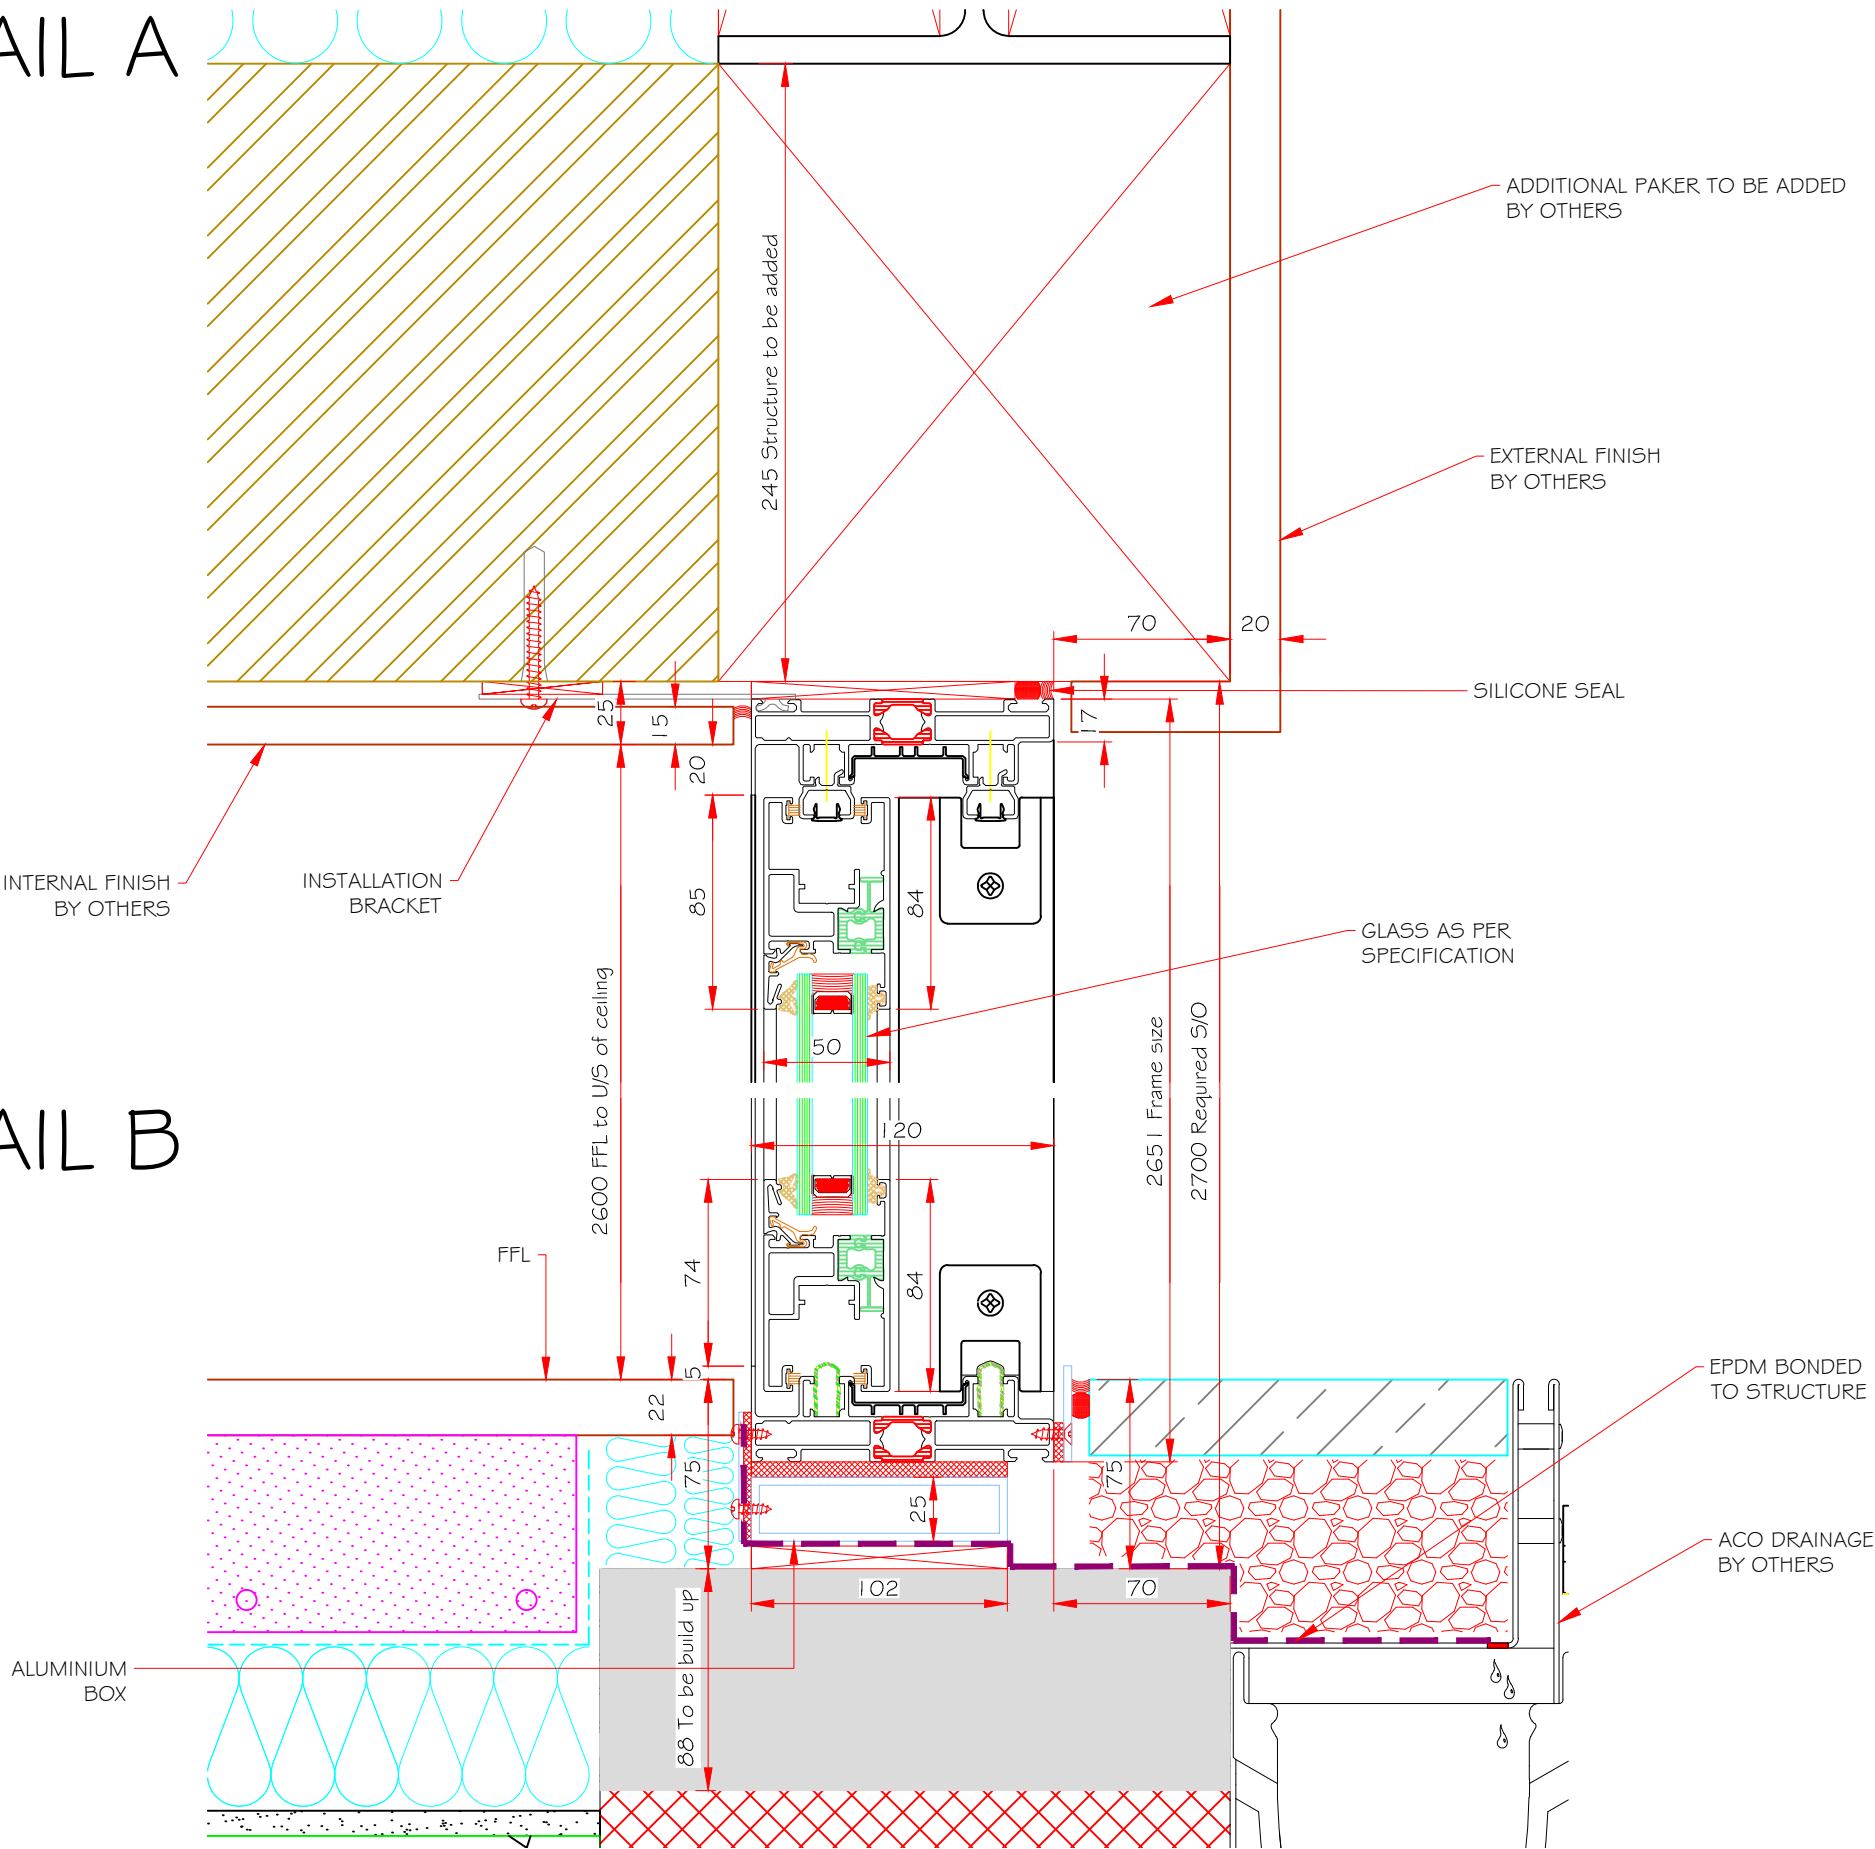 AIL A
ADDITIONAL PAKER TO BE ADDED
BY OTHERS
245 Structure to be added
EXTERNAL FINISH
BY OTHERS
70
20
SILICONE SEAL
25
15
17
20
INTERNAL FINISH
BY OTHERS
INSTALLATION
BRACKET
85
84
GLASS AS PER
SPECIFICATION
50
2600 FFL to U/S of ceiling
2651 Frame size
2700 Required S/O
120
AIL B
FFL
74
84
5
22
EPDM BONDED
TO STRUCTURE
75
75
25
ACO DRAINAGE
BY OTHERS
102
70
88 To be build up
ALUMINIUM
BOX